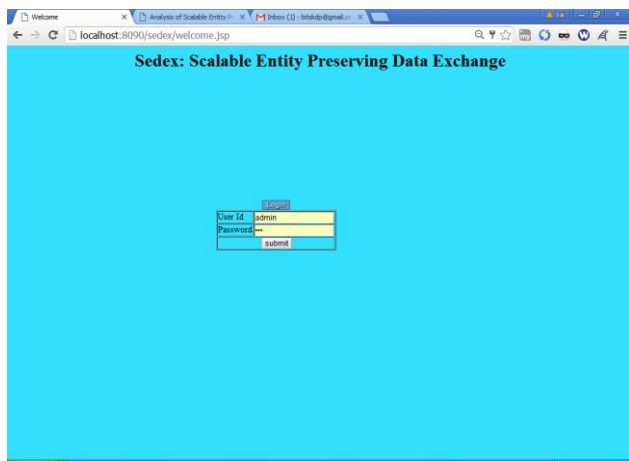 Welcome
Analysis of Scalable Entity Pr
Inbox (1) - bitskdp@gmail.co
localhost:8090/sedex/welcome.jsp
Sedex: Scalable Entity Preserving Data Exchange
Login
User Id admin
Password •••
submit